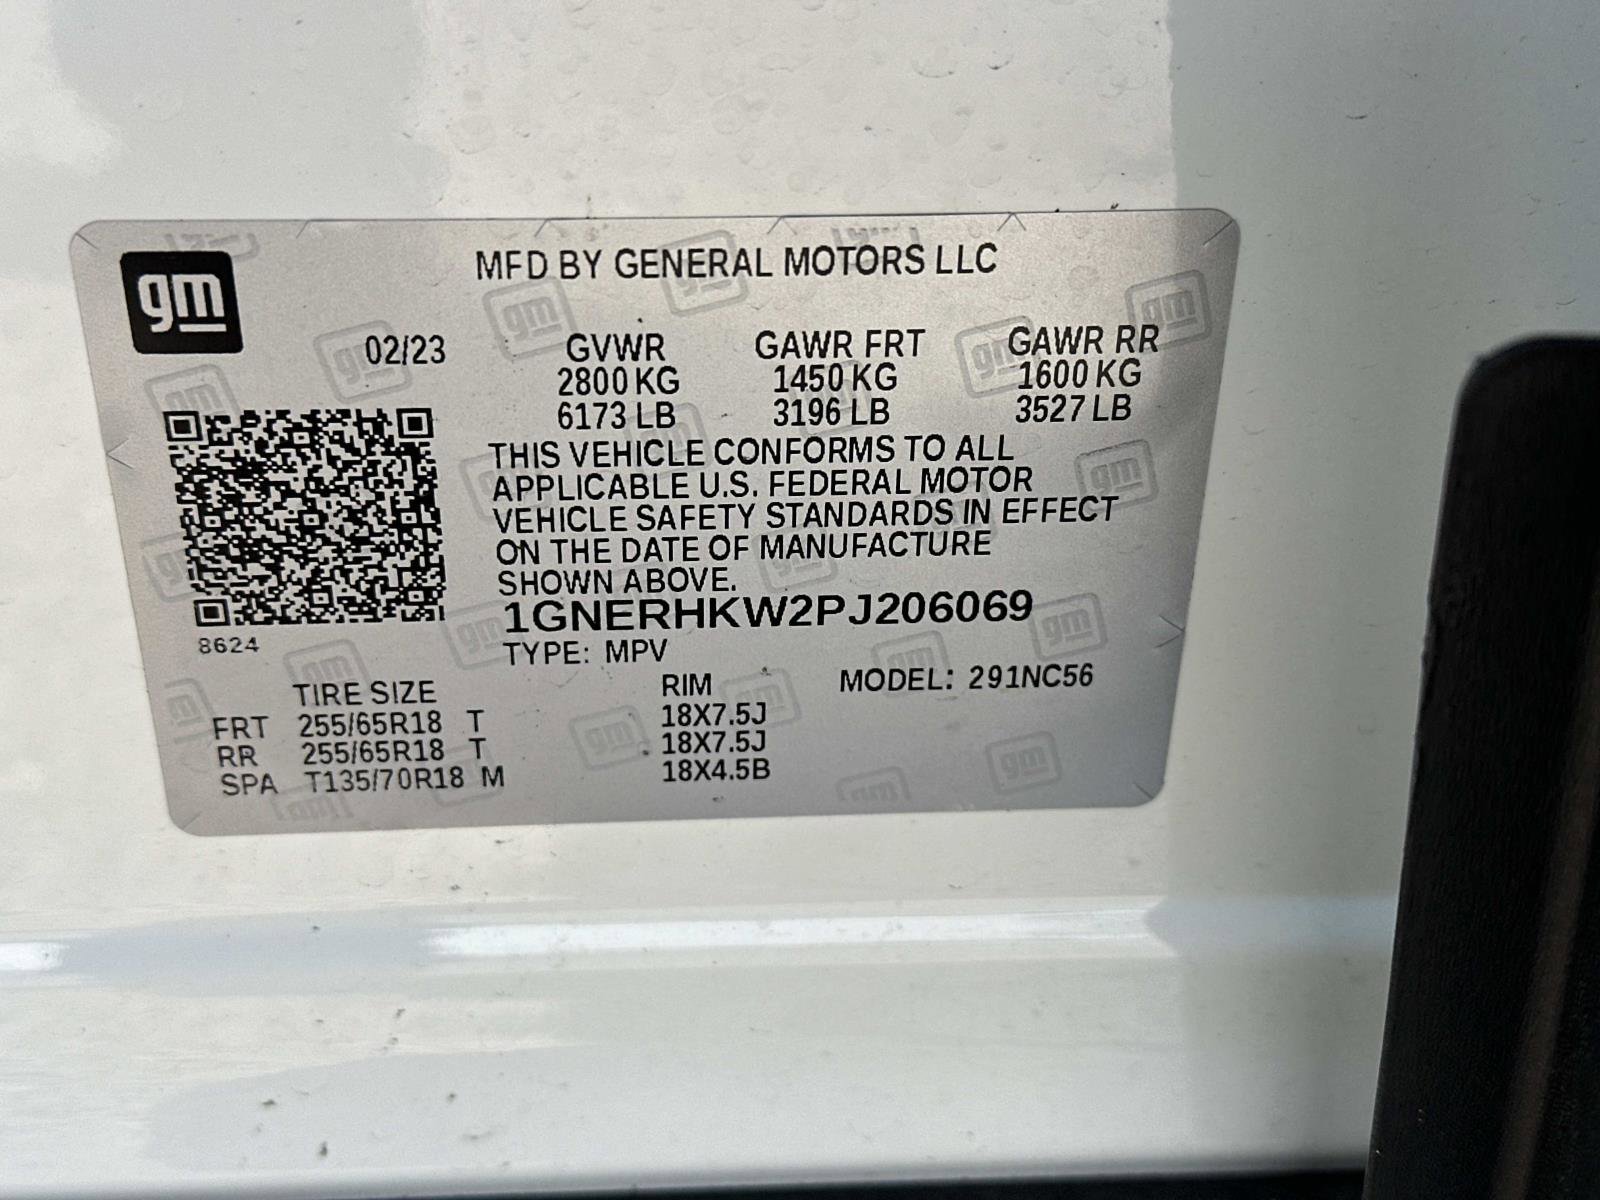 gm
MFD BY GENERAL MOTORS LLC
02/23 GVWR GAWR FRT GAWR RR
2800 KG 1450 KG 1600 KG
6173 LB 3196 LB 3527 LB
THIS VEHICLE CONFORMS TO ALL
APPLICABLE U.S. FEDERAL MOTOR
VEHICLE SAFETY STANDARDS IN EFFECT
ON THE DATE OF MANUFACTURE
SHOWN ABOVE.
1GNERHKW2PJ206069
8624
TYPE: MPV
TIRE SIZE RIM MODEL: 291NC56
FRT 255/65R18 T 18X7.5J
RR 255/65R18 T 18X7.5J
SPA T135/70R18 M 18X4.5B